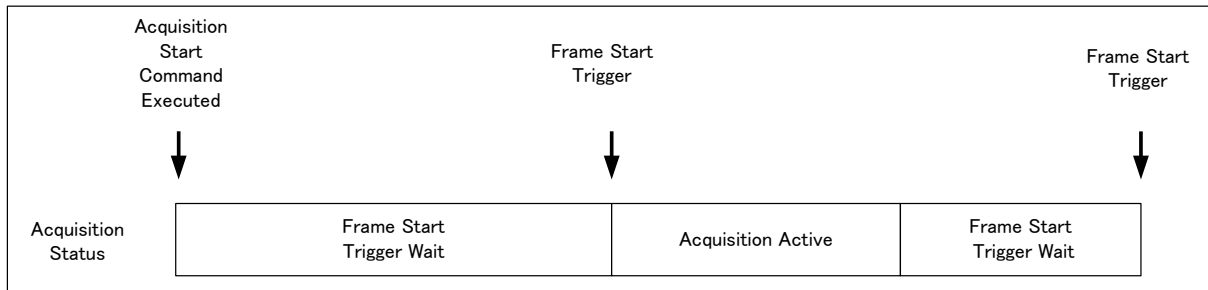 Acquisition
Start
Command
Executed
Frame Start
Trigger
Frame Start
Trigger
Acquisition
Status
Frame Start
Trigger Wait
Acquisition Active
Frame Start
Trigger Wait